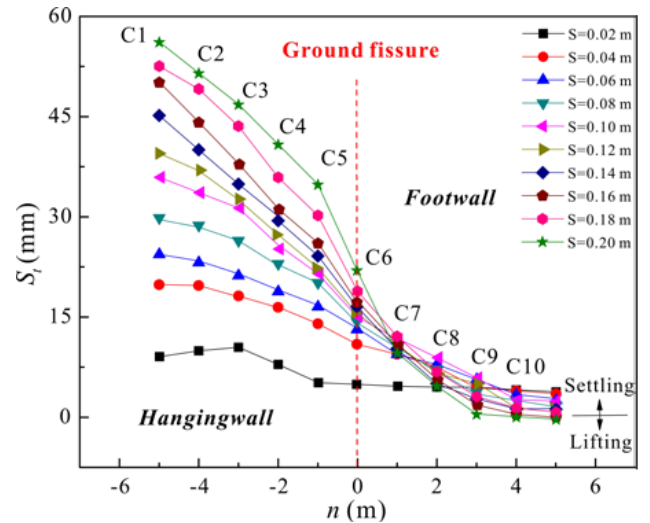 60
45
30
15
0
S_t (mm)
C1
C2
C3
C4
C5
C6
C7
C8
C9
C10
Ground fissure
Footwall
Hangingwall
S=0.02 m
S=0.04 m
S=0.06 m
S=0.08 m
S=0.10 m
S=0.12 m
S=0.14 m
S=0.16 m
S=0.18 m
S=0.20 m
Settling
Lifting
-6 -4 -2 0 2 4 6
n (m)